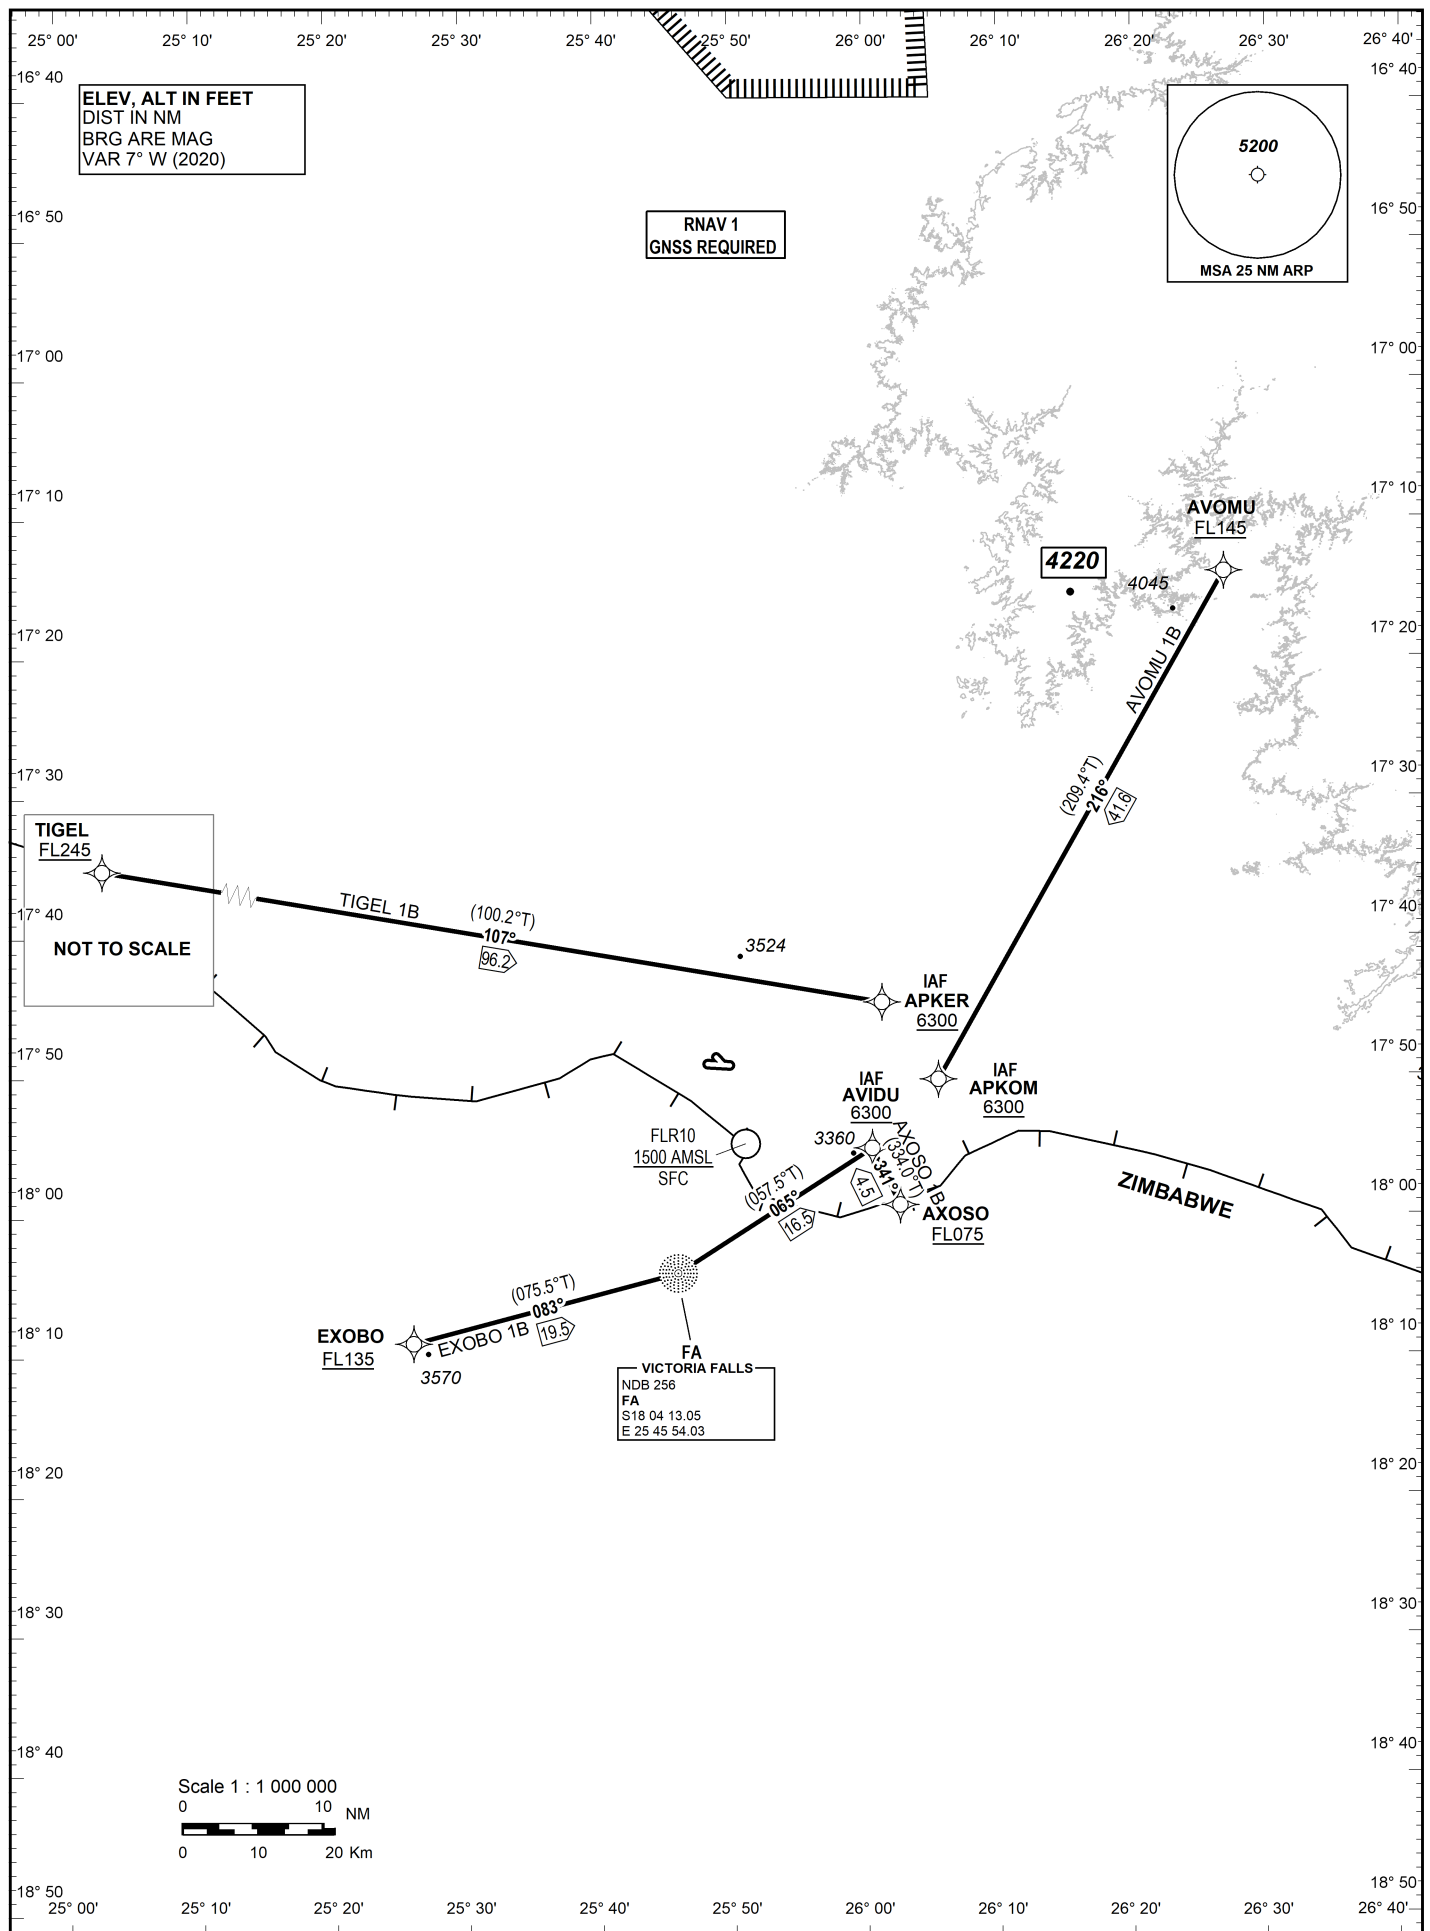 25° 00' 25° 10' 25° 20' 25° 30' 25° 40' 25° 50' 26° 00' 26° 10' 26° 20' 26° 30' 26° 40'
16° 40 16° 40
ELEV, ALT IN FEET
DIST IN NM
BRG ARE MAG
VAR 7° W (2020)
5200
MSA 25 NM ARP
16° 50 16° 50
RNAV 1
GNSS REQUIRED
17° 00 17° 00
17° 10 17° 10
AVOMU
FL145
4220
4045
17° 20 17° 20
AVOMU 1B
17° 30 17° 30
(209.4°T)
216°
41.6
TIGEL
FL245
NOT TO SCALE
TIGEL 1B
(100.2°T)
107°
96.2
17° 40 17° 40
3524
IAF
APKER
6300
17° 50 17° 50
IAF
APKOM
6300
IAF
AVIDU
6300
FLR10
1500 AMSL
SFC
3360
AXOSO 1B
(334.0°T)
341°
4.5
(057.5°T)
065°
16.5
18° 00 18° 00
ZIMBABWE
AXOSO
FL075
(075.5°T)
083°
19.5
EXOBO 1B
EXOBO
FL135
3570
18° 10 18° 10
FA
VICTORIA FALLS
NDB 256
FA
S18 04 13.05
E 25 45 54.03
18° 20 18° 20
18° 30 18° 30
18° 40 18° 40
Scale 1 : 1 000 000
0 10 NM
0 10 20 Km
18° 50 18° 50
25° 00' 25° 10' 25° 20' 25° 30' 25° 40' 25° 50' 26° 00' 26° 10' 26° 20' 26° 30' 26° 40'